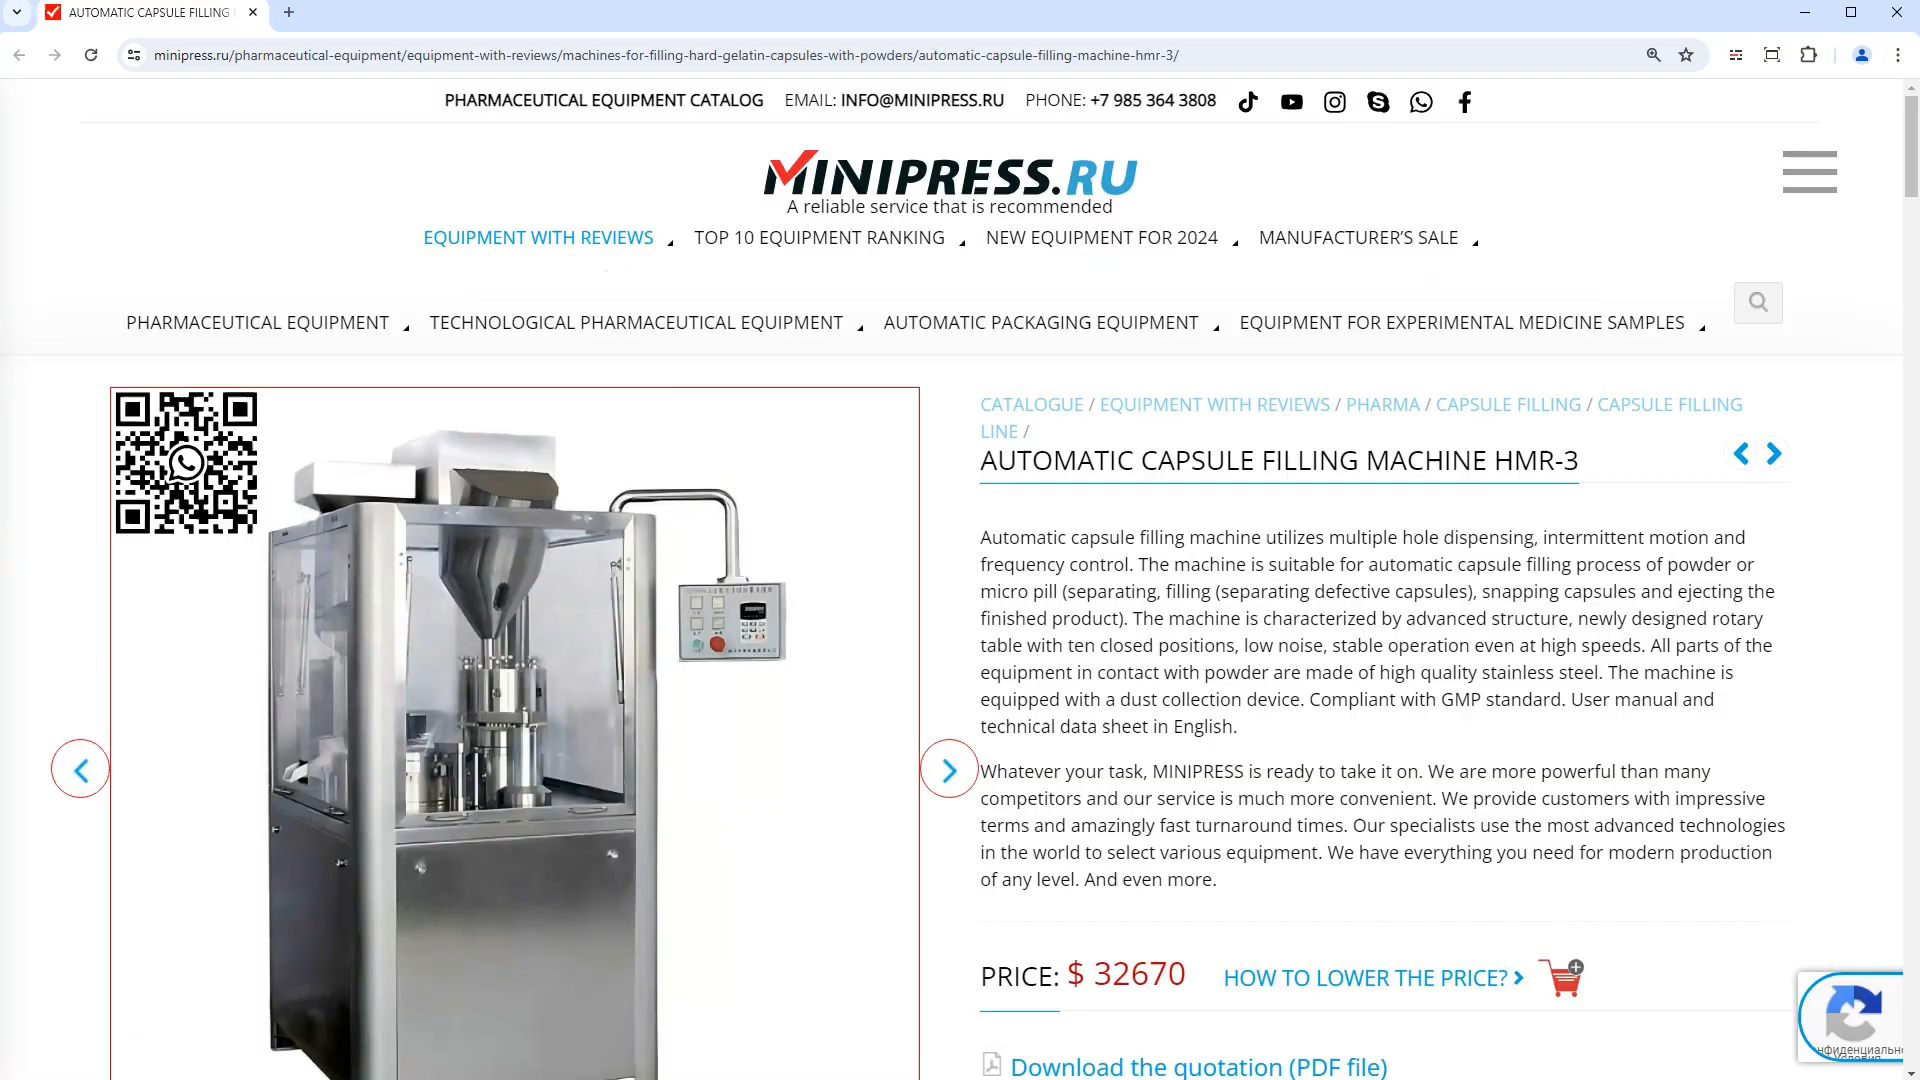 AUTOMATIC CAPSULE FILLING
minipress.ru/pharmaceutical-equipment/equipment-with-reviews/machines-for-filling-hard-gelatin-capsules-with-powders/automatic-capsule-filling-machine-hmr-3/
PHARMACEUTICAL EQUIPMENT CATALOG EMAIL: INFO@MINIPRESS.RU PHONE: +7 985 364 3808
MINIPRESS.RU
A reliable service that is recommended
EQUIPMENT WITH REVIEWS TOP 10 EQUIPMENT RANKING NEW EQUIPMENT FOR 2024 MANUFACTURER'S SALE
PHARMACEUTICAL EQUIPMENT TECHNOLOGICAL PHARMACEUTICAL EQUIPMENT AUTOMATIC PACKAGING EQUIPMENT EQUIPMENT FOR EXPERIMENTAL MEDICINE SAMPLES
CATALOGUE / EQUIPMENT WITH REVIEWS / PHARMA / CAPSULE FILLING / CAPSULE FILLING
LINE /
AUTOMATIC CAPSULE FILLING MACHINE HMR-3
Automatic capsule filling machine utilizes multiple hole dispensing, intermittent motion and
frequency control. The machine is suitable for automatic capsule filling process of powder or
micro pill (separating, filling (separating defective capsules), snapping capsules and ejecting the
finished product). The machine is characterized by advanced structure, newly designed rotary
table with ten closed positions, low noise, stable operation even at high speeds. All parts of the
equipment in contact with powder are made of high quality stainless steel. The machine is
equipped with a dust collection device. Compliant with GMP standard. User manual and
technical data sheet in English.
Whatever your task, MINIPRESS is ready to take it on. We are more powerful than many
competitors and our service is much more convenient. We provide customers with impressive
terms and amazingly fast turnaround times. Our specialists use the most advanced technologies
in the world to select various equipment. We have everything you need for modern production
of any level. And even more.
PRICE: $ 32670 HOW TO LOWER THE PRICE?
Download the quotation (PDF file)